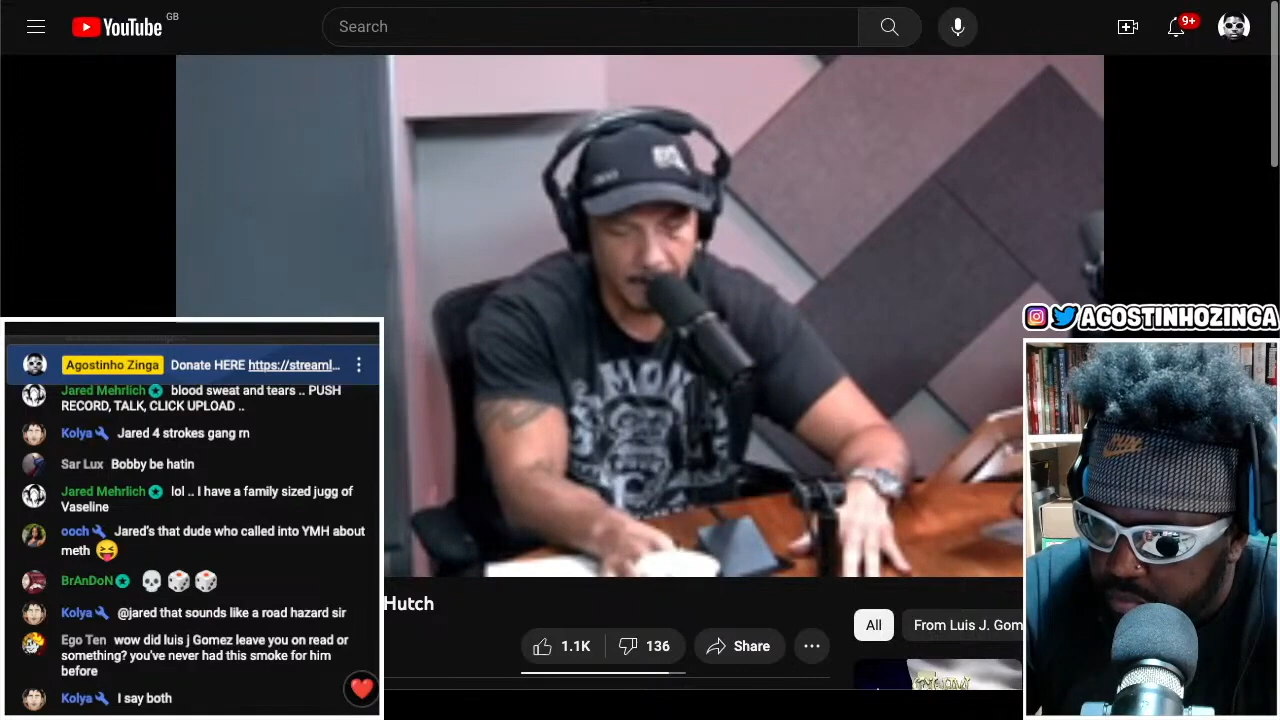 YouTube GB
Search
9+
AGOSTINHOZINGA
Agostinho Zinga Donate HERE https://streaml...
Jared Mehrlich blood sweat and tears .. PUSH
RECORD, TALK, CLICK UPLOAD ..
Kolya Jared 4 strokes gang rn
Sar Lux Bobby be hatin
Jared Mehrlich lol .. I have a family sized jugg of
Vaseline
ooch Jared's that dude who called into YMH about
meth 😝
BrAnDoN 💀🎲🎲
Kolya @jared that sounds like a road hazard sir
Ego Ten wow did luis j Gomez leave you on read or
something? you've never had this smoke for him
before
Kolya I say both
Hutch
1.1K
136
Share
All
From Luis J. Gom
GAS MONK